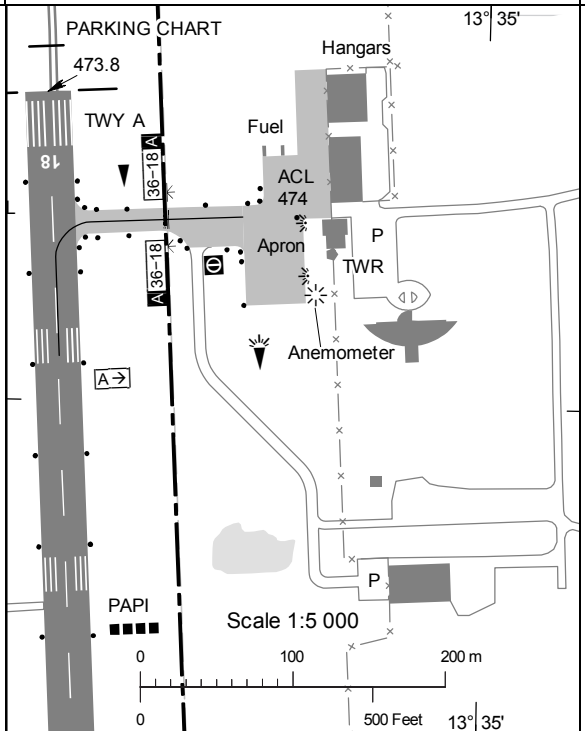 PARKING CHART
13° 35'
473.8
Hangars
TWY A
18
Fuel
36-18 A
ACL
474
P
Apron
TWR
A 36-18
Anemometer
A →
P
PAPI
Scale 1:5 000
0 100 200 m
0 500 Feet
13° 35'